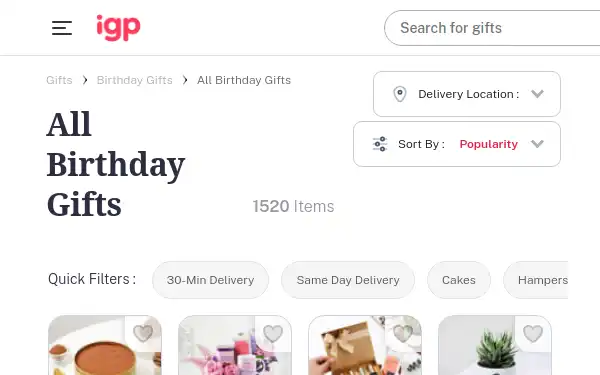 igp
Search for gifts
Gifts > Birthday Gifts > All Birthday Gifts
Delivery Location :
Sort By : Popularity
All
Birthday
Gifts
1520 Items
Quick Filters : 30-Min Delivery Same Day Delivery Cakes Hampers